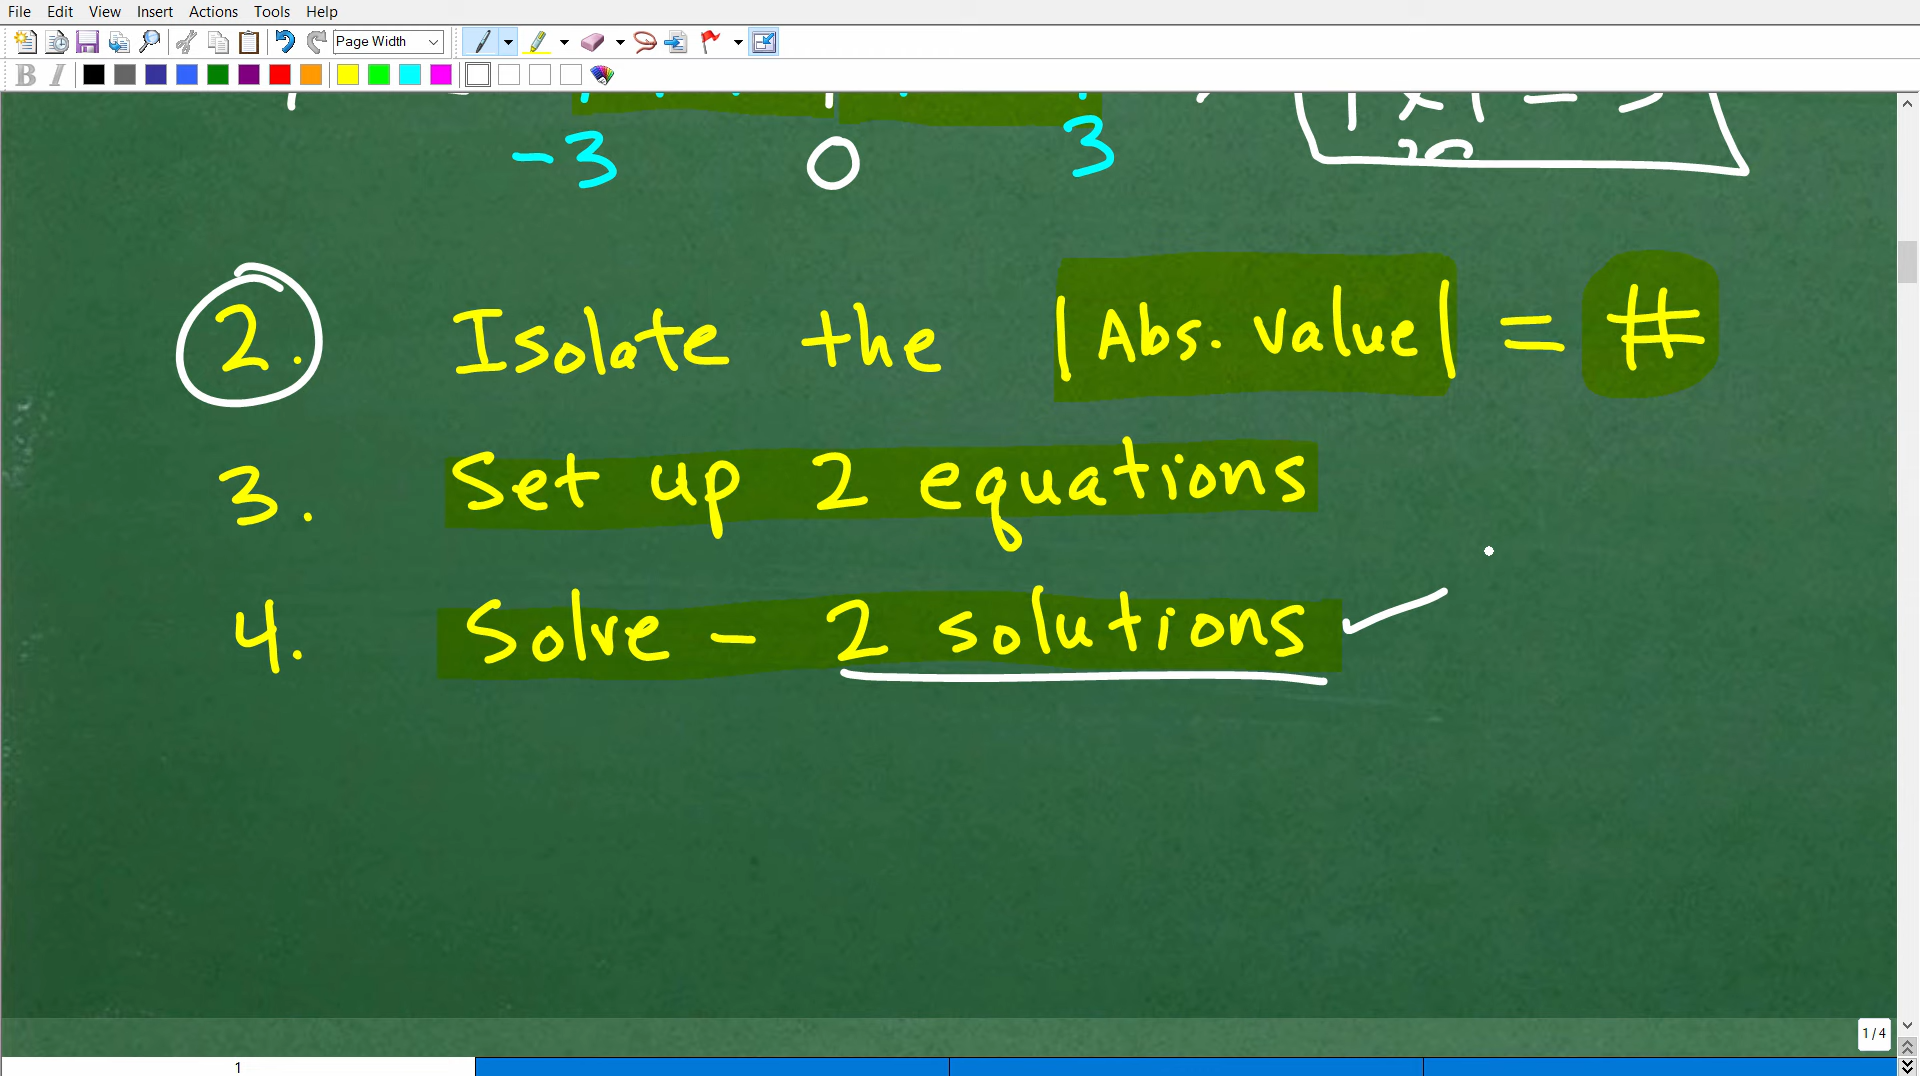 File Edit View Insert Actions Tools Help
Page Width
B I
-3 0 3
2. Isolate the |Abs. value| = #
3. Set up 2 equations
4. Solve - 2 solutions
1 / 4
1